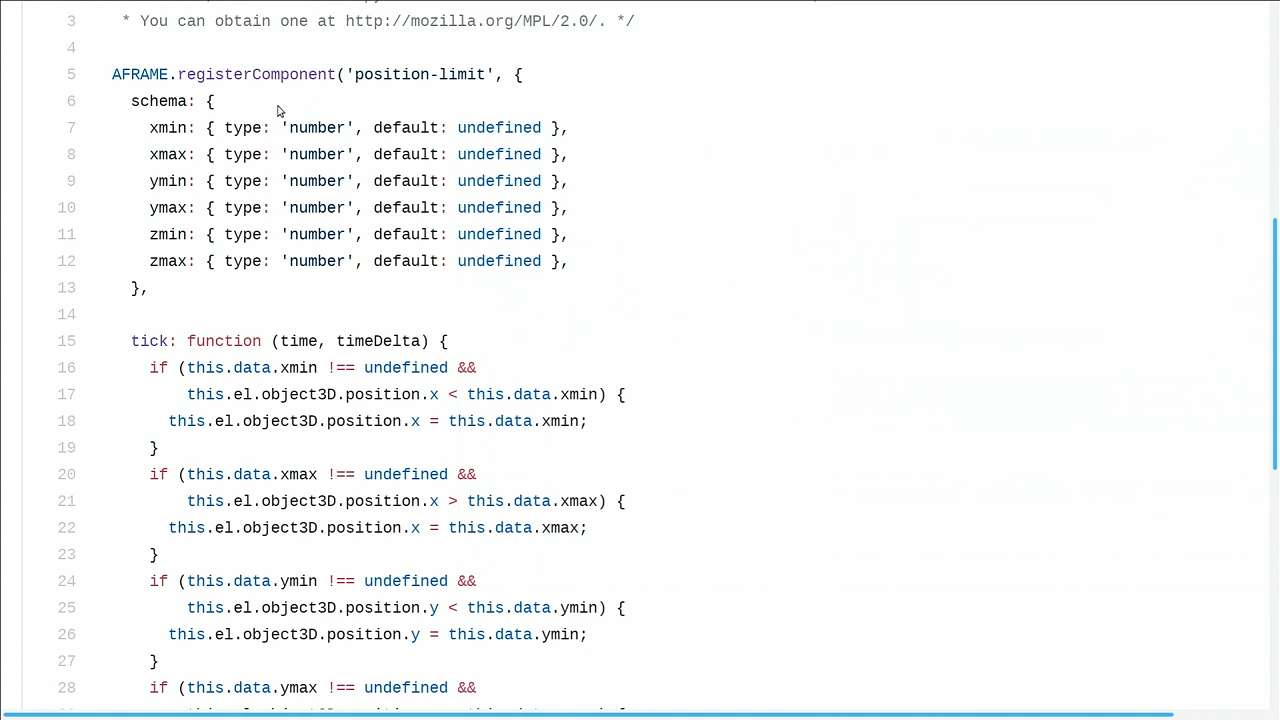 3 * You can obtain one at http://mozilla.org/MPL/2.0/. */
4
5 AFRAME.registerComponent('position-limit', {
6 schema: {
7 xmin: { type: 'number', default: undefined },
8 xmax: { type: 'number', default: undefined },
9 ymin: { type: 'number', default: undefined },
10 ymax: { type: 'number', default: undefined },
11 zmin: { type: 'number', default: undefined },
12 zmax: { type: 'number', default: undefined },
13 },
14
15 tick: function (time, timeDelta) {
16 if (this.data.xmin !== undefined &&
17 this.el.object3D.position.x < this.data.xmin) {
18 this.el.object3D.position.x = this.data.xmin;
19 }
20 if (this.data.xmax !== undefined &&
21 this.el.object3D.position.x > this.data.xmax) {
22 this.el.object3D.position.x = this.data.xmax;
23 }
24 if (this.data.ymin !== undefined &&
25 this.el.object3D.position.y < this.data.ymin) {
26 this.el.object3D.position.y = this.data.ymin;
27 }
28 if (this.data.ymax !== undefined &&